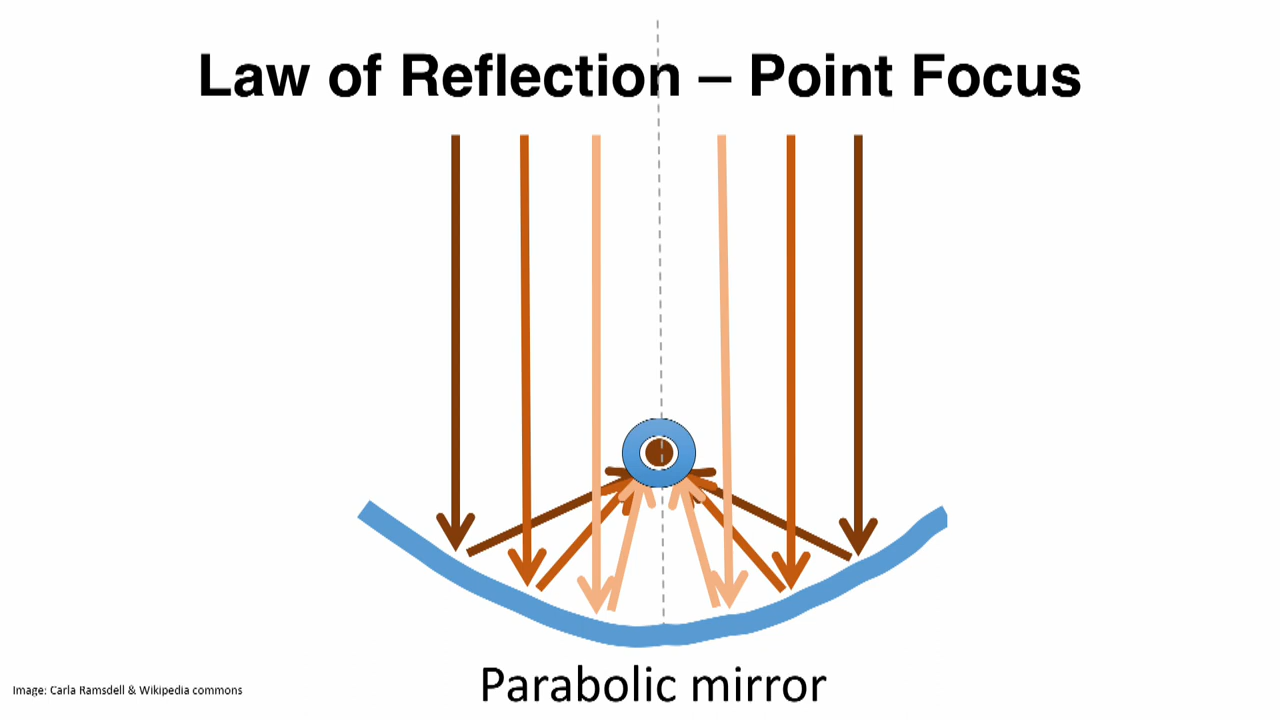 Law of Reflection – Point Focus
Parabolic mirror
Image: Carla Ramsdell & Wikipedia commons